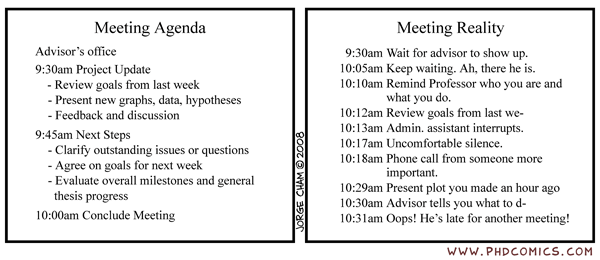 Meeting Agenda
Advisor's office
9:30am Project Update
- Review goals from last week
- Present new graphs, data, hypotheses
- Feedback and discussion
9:45am Next Steps
- Clarify outstanding issues or questions
- Agree on goals for next week
- Evaluate overall milestones and general
thesis progress
10:00am Conclude Meeting
JORGE CHAM © 2008
Meeting Reality
9:30am Wait for advisor to show up.
10:05am Keep waiting. Ah, there he is.
10:10am Remind Professor who you are and
what you do.
10:12am Review goals from last we-
10:13am Admin. assistant interrupts.
10:17am Uncomfortable silence.
10:18am Phone call from someone more
important.
10:29am Present plot you made an hour ago
10:30am Advisor tells you what to d-
10:31am Oops! He's late for another meeting!
WWW.PHDCOMICS.COM